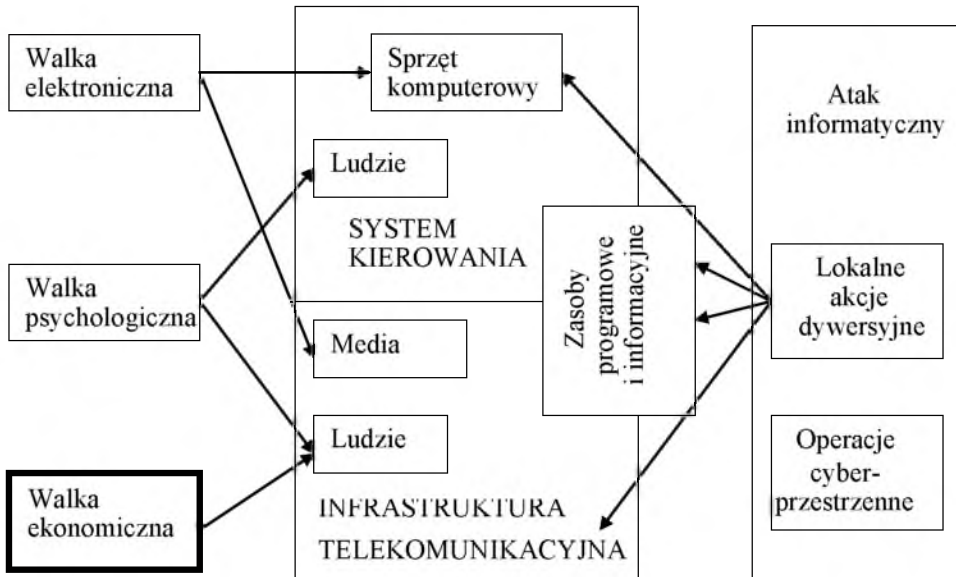 Walka
elektroniczna
Walka
psychologiczna
Walka
ekonomiczna
Sprzęt
komputerowy
Ludzie
SYSTEM
KIEROWANIA
Media
Ludzie
INFRASTRUKTURA
TELEKOMUNIKACYJNA
Zasoby
programowe
i informacyjne
Atak
informatyczny
Lokalne
akcje
dywersyjne
Operacje
cyber-
przestrzenne